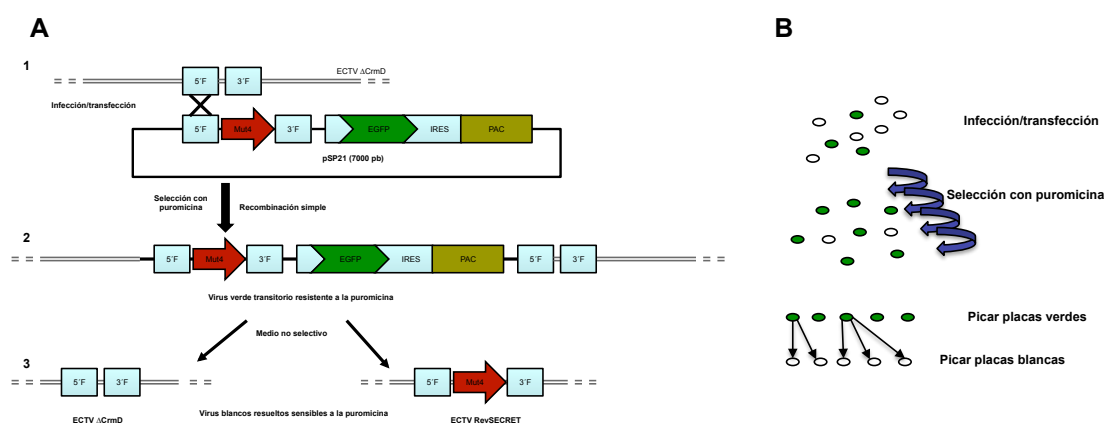 A
1
5´F
3´F
ECTV ΔCrmD
Infección/transfección
5´F
Mut4
3´F
EGFP
IRES
PAC
pSP21 (7000 pb)
Selección con
puromicina
Recombinación simple
2
5´F
Mut4
3´F
EGFP
IRES
PAC
5´F
3´F
Virus verde transitorio resistente a la puromicina
Medio no selectivo
3
5´F
3´F
5´F
Mut4
3´F
Virus blancos resueltos sensibles a la puromicina
ECTV ΔCrmD
ECTV RevSECRET
B
Infección/transfección
Selección con puromicina
Picar placas verdes
Picar placas blancas